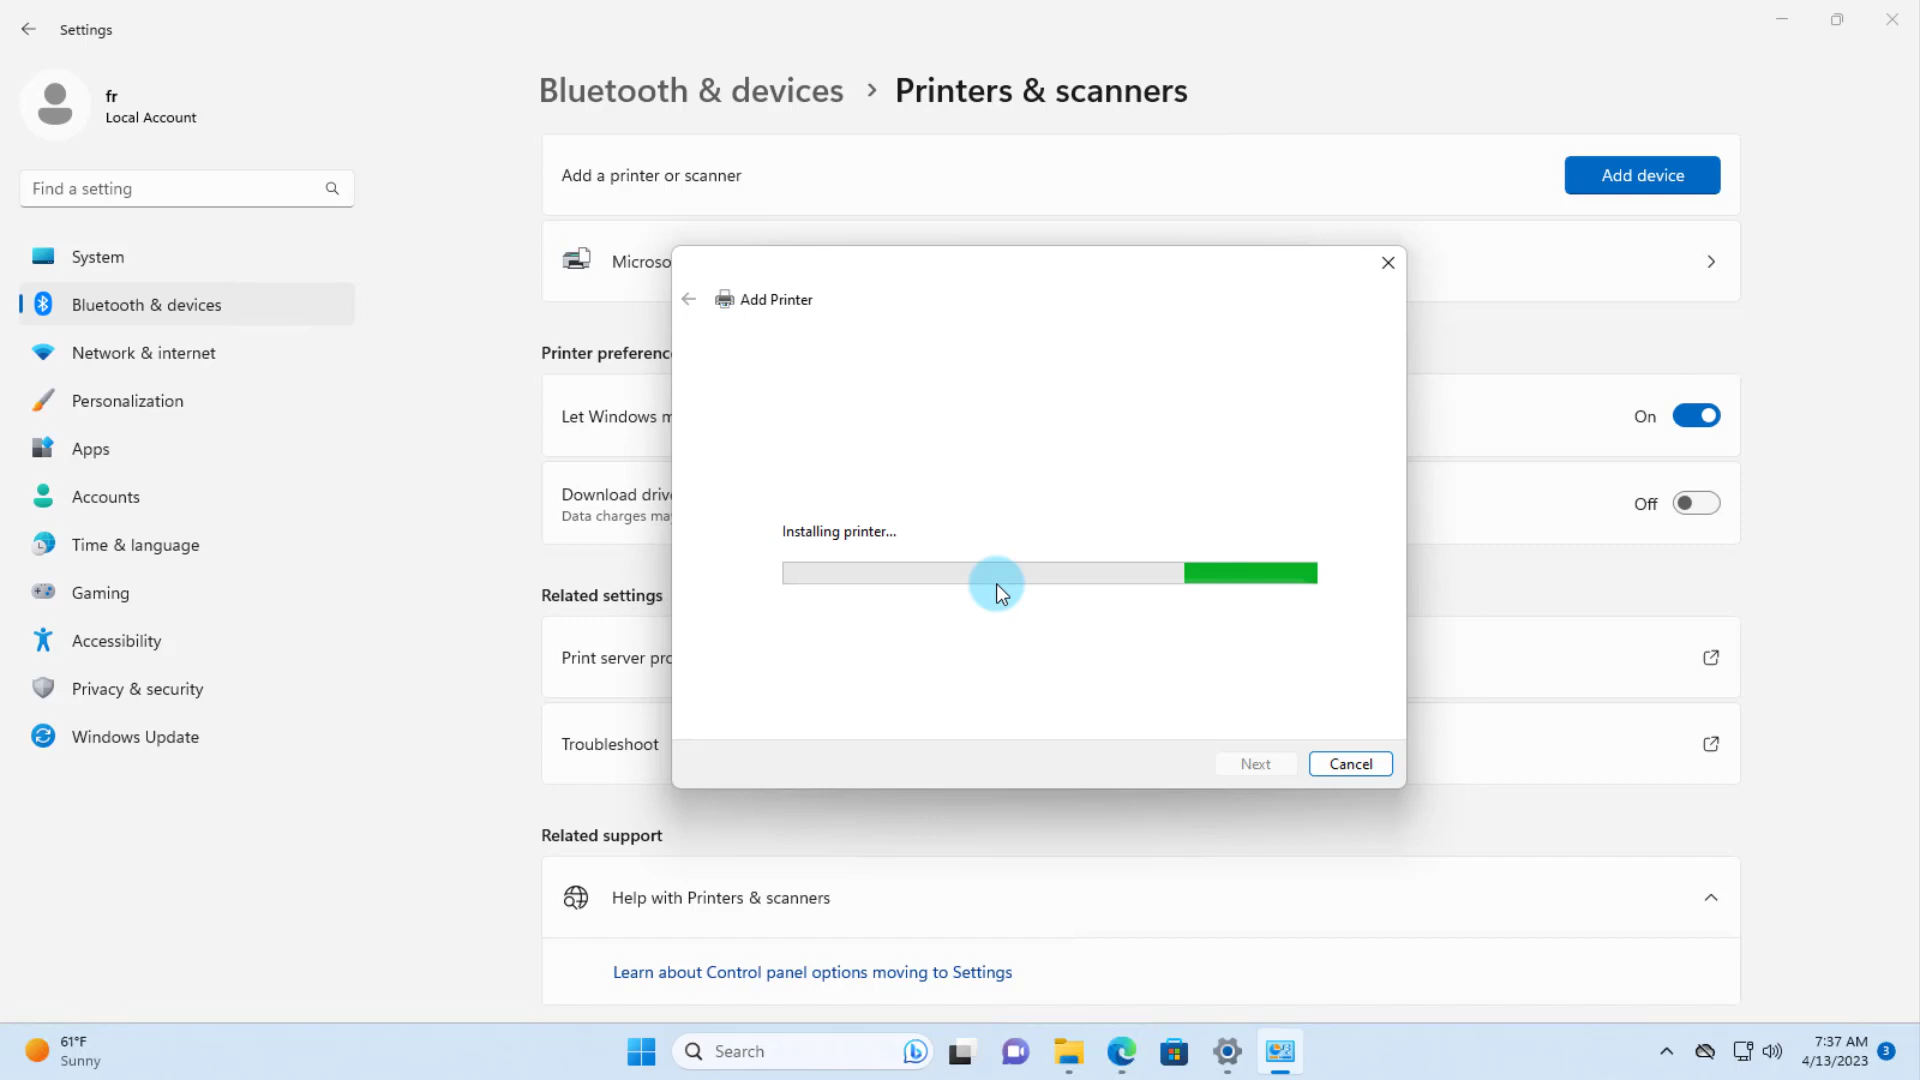 Settings
fr
Local Account
Find a setting
System
Bluetooth & devices
Network & internet
Personalization
Apps
Accounts
Time & language
Gaming
Accessibility
Privacy & security
Windows Update
Bluetooth & devices > Printers & scanners
Add a printer or scanner
Add device
Microso
Printer preferenc
Let Windows m
On
Download drive
Data charges ma
Off
Related settings
Print server pro
Troubleshoot
Add Printer
Installing printer...
Next
Cancel
Related support
Help with Printers & scanners
Learn about Control panel options moving to Settings
61°F
Sunny
Search
7:37 AM
4/13/2023
3